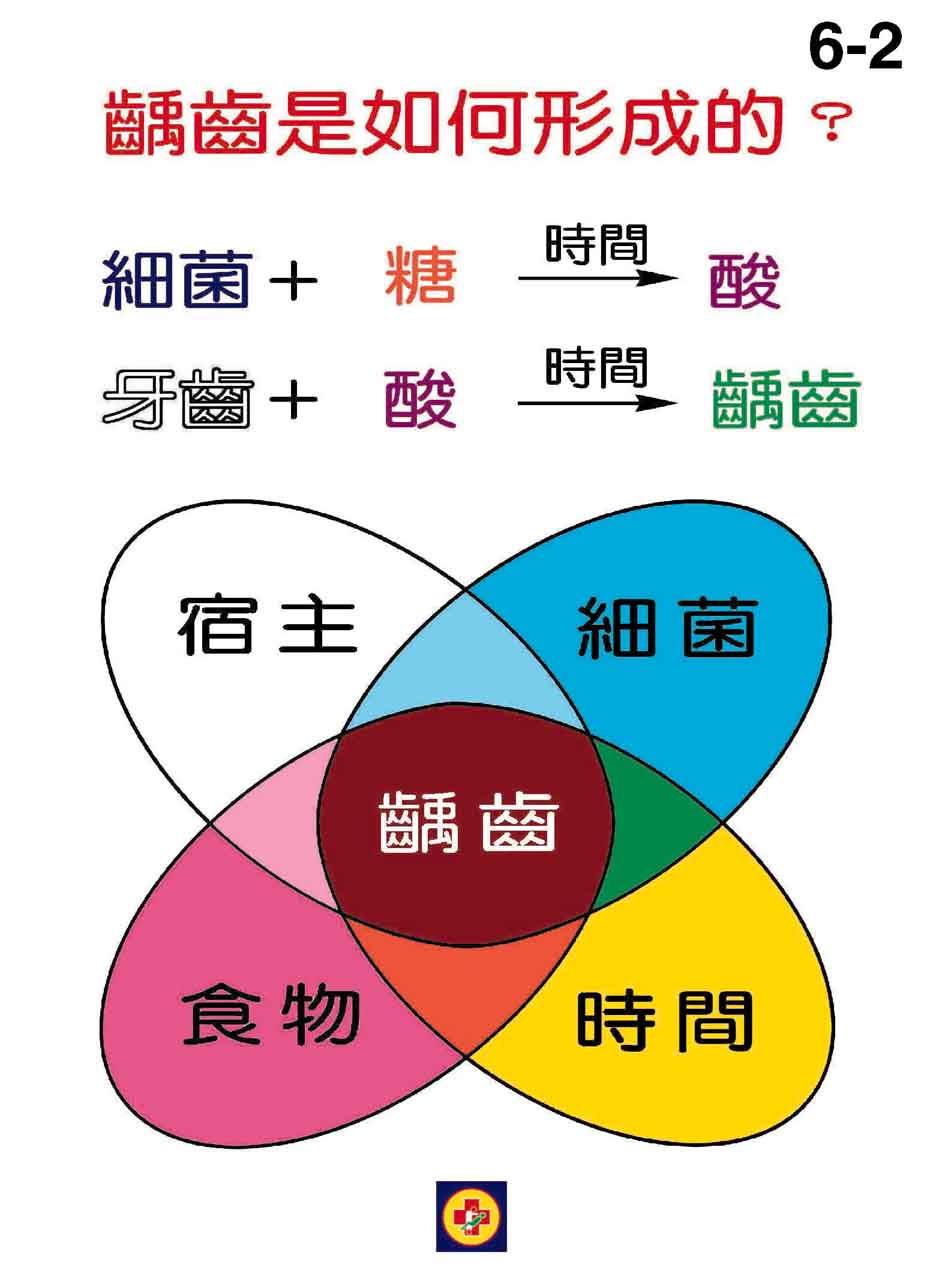 6-2
齲齒是如何形成的？
細菌+ 糖 時間 酸
牙齒+ 酸 時間 齲齒
宿主 細菌
齲齒
食物 時間